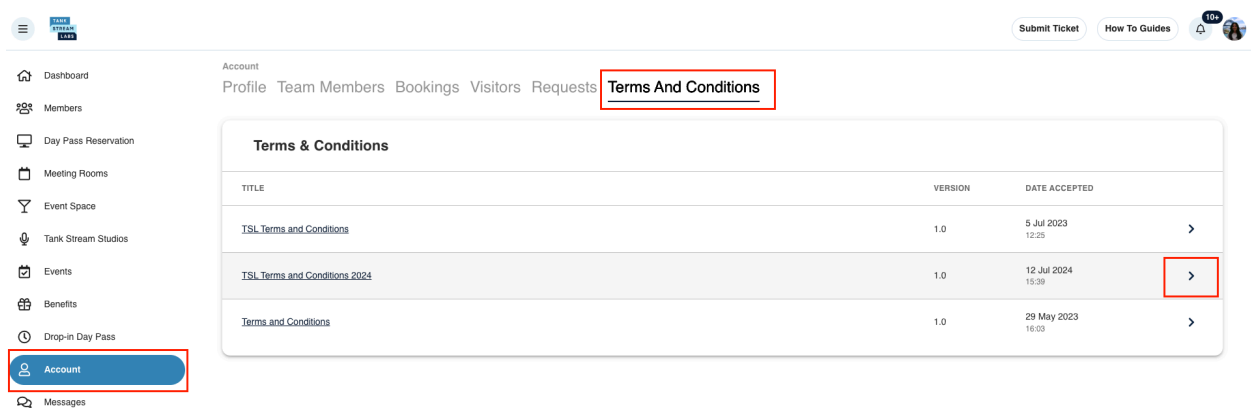 TANK
STREAM
LABS
Submit Ticket
How To Guides
10+
Dashboard
Members
Day Pass Reservation
Meeting Rooms
Event Space
Tank Stream Studios
Events
Benefits
Drop-in Day Pass
Account
Messages
Account
Profile Team Members Bookings Visitors Requests Terms And Conditions
Terms & Conditions
TITLE VERSION DATE ACCEPTED
TSL Terms and Conditions 1.0 5 Jul 2023
12:25
TSL Terms and Conditions 2024 1.0 12 Jul 2024
15:39
Terms and Conditions 1.0 29 May 2023
16:03